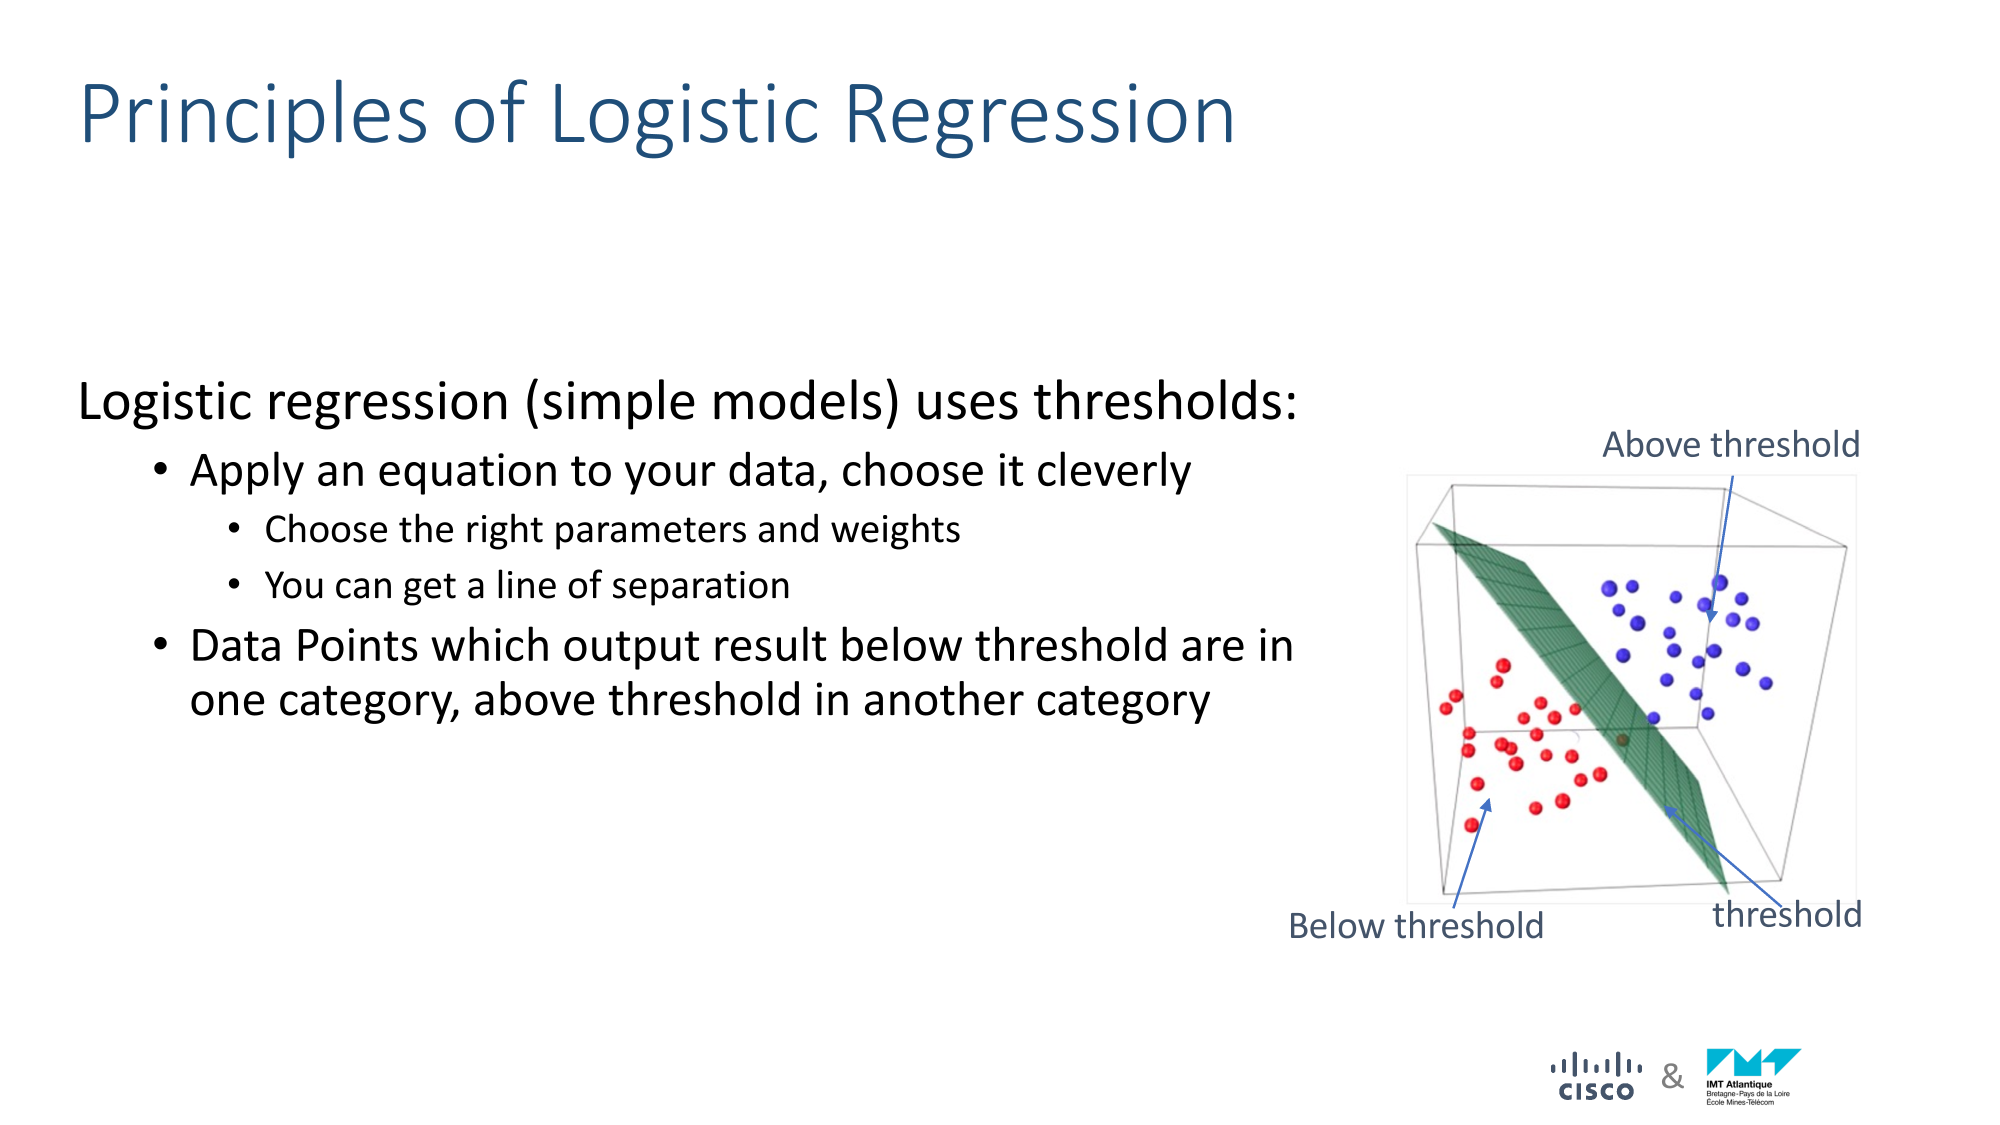 Principles of Logistic Regression
Logistic regression (simple models) uses thresholds:
• Apply an equation to your data, choose it cleverly
• Choose the right parameters and weights
• You can get a line of separation
• Data Points which output result below threshold are in
one category, above threshold in another category
Above threshold
Below threshold
threshold
CISCO
&
IMT Atlantique
Bretagne-Pays de la Loire
École Mines-Télécom